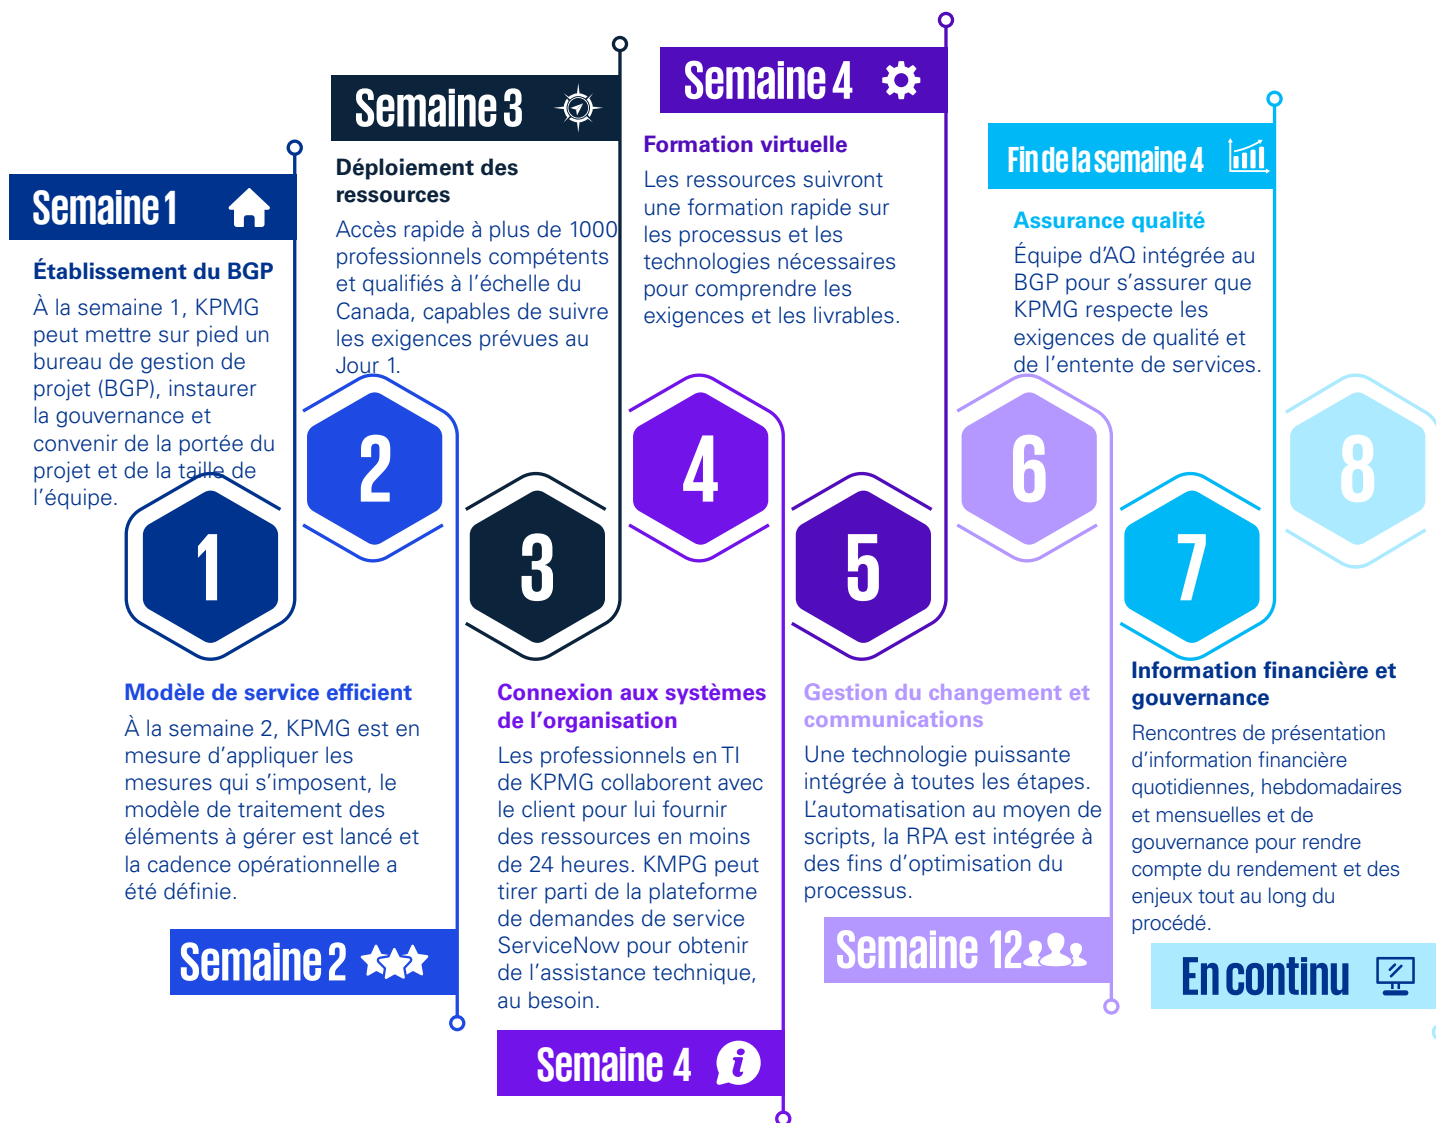 Semaine 1
Établissement du BGP
À la semaine 1, KPMG
peut mettre sur pied un
bureau de gestion de
projet (BGP), instaurer
la gouvernance et
convenir de la portée du
projet et de la taille de
l’équipe.
1
2
Modèle de service efficient
À la semaine 2, KPMG est en
mesure d’appliquer les
mesures qui s’imposent, le
modèle de traitement des
éléments à gérer est lancé et
la cadence opérationnelle a
été définie.
Semaine 2
Semaine 3
Déploiement des
ressources
Accès rapide à plus de 1000
professionnels compétents
et qualifiés à l’échelle du
Canada, capables de suivre
les exigences prévues au
Jour 1.
3
4
Connexion aux systèmes
de l’organisation
Les professionnels en TI
de KPMG collaborent avec
le client pour lui fournir
des ressources en moins
de 24 heures. KMPG peut
tirer parti de la plateforme
de demandes de service
ServiceNow pour obtenir
de l’assistance technique,
au besoin.
Semaine 4
Semaine 4
Formation virtuelle
Les ressources suivront
une formation rapide sur
les processus et les
technologies nécessaires
pour comprendre les
exigences et les livrables.
5
6
Gestion du changement et
communications
Une technologie puissante
intégrée à toutes les étapes.
L’automatisation au moyen de
scripts, la RPA est intégrée à
des fins d’optimisation du
processus.
Semaine 12
Fin de la semaine 4
Assurance qualité
Équipe d’AQ intégrée au
BGP pour s’assurer que
KPMG respecte les
exigences de qualité et
de l’entente de services.
7
8
Information financière et
gouvernance
Rencontres de présentation
d’information financière
quotidiennes, hebdomadaires
et mensuelles et de
gouvernance pour rendre
compte du rendement et des
enjeux tout au long du
procédé.
En continu